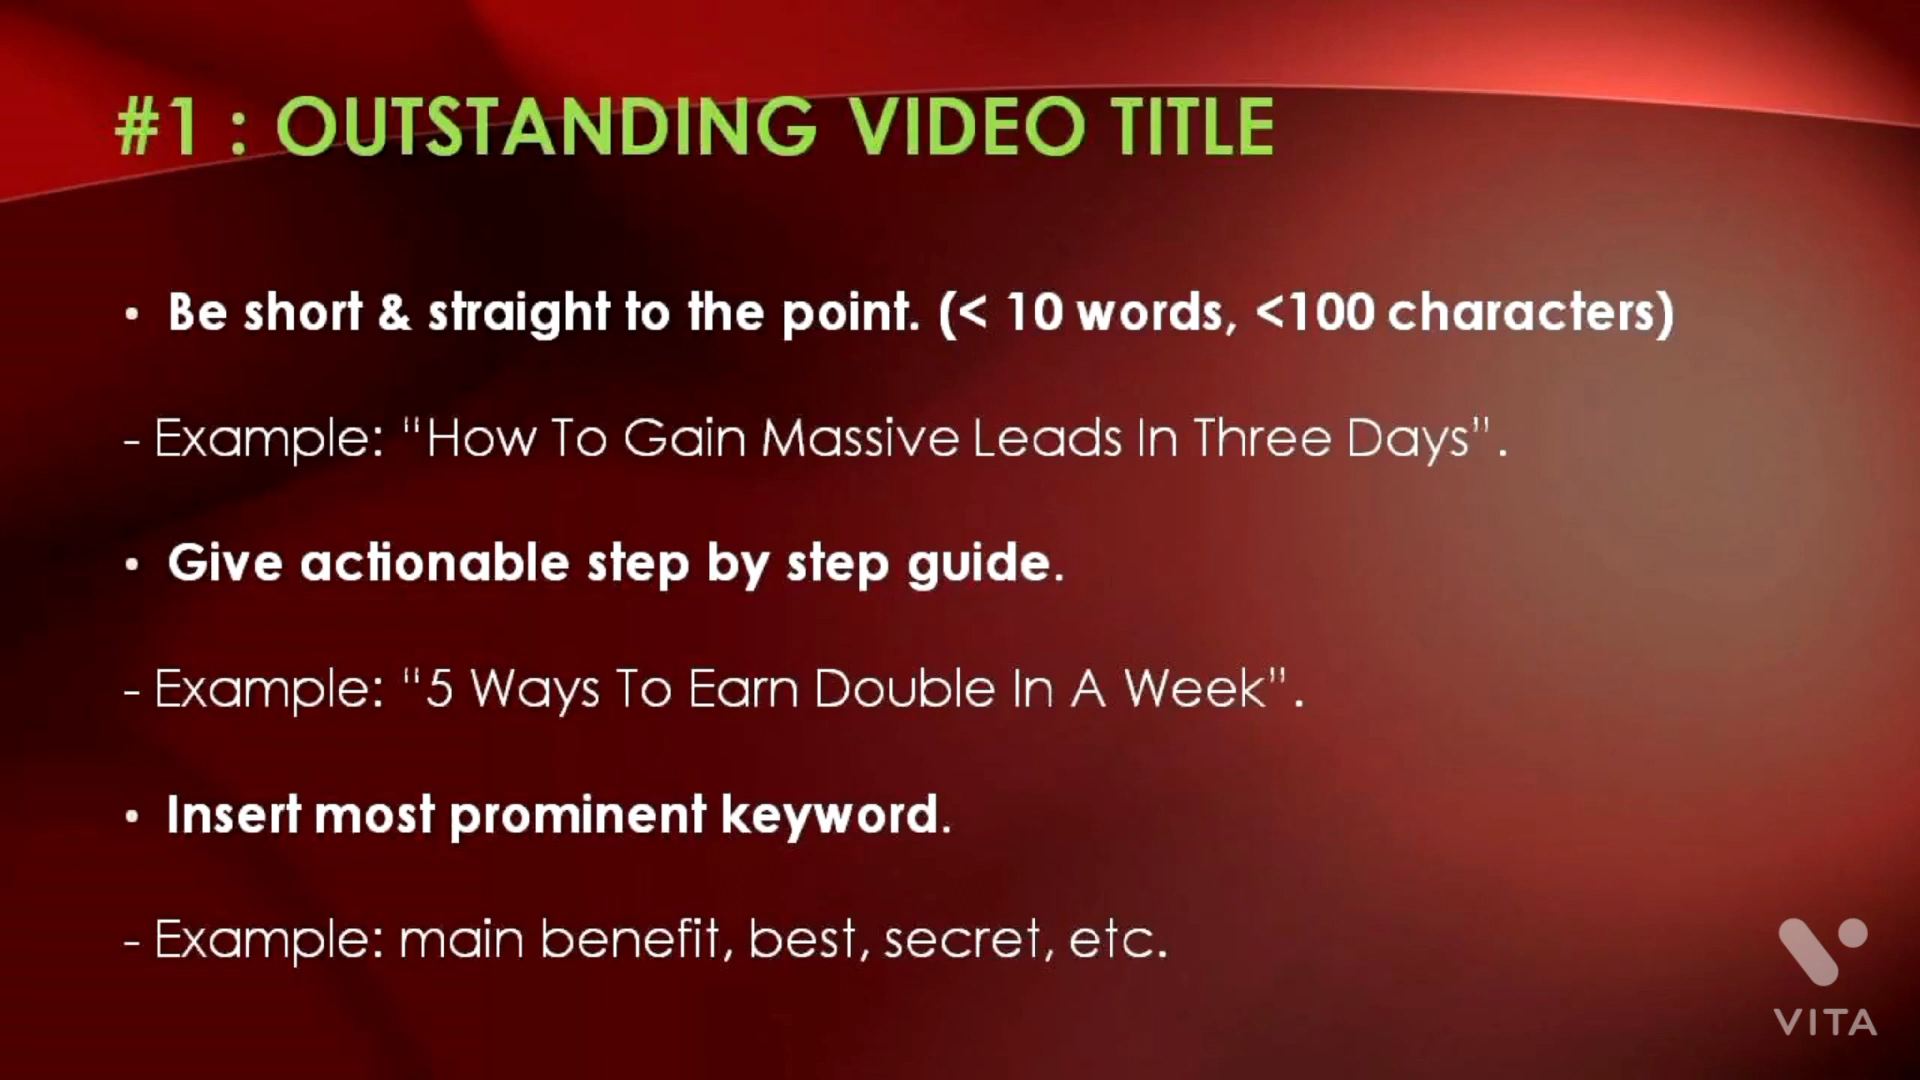 #1 : OUTSTANDING VIDEO TITLE
• Be short & straight to the point. (< 10 words, <100 characters)
- Example: “How To Gain Massive Leads In Three Days”.
• Give actionable step by step guide.
- Example: “5 Ways To Earn Double In A Week”.
• Insert most prominent keyword.
- Example: main benefit, best, secret, etc.
VITA